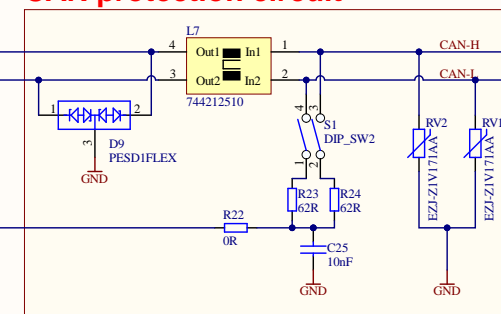 CAN protection circuit
L7
4 Out1 In1 1
CAN-H
3 Out2 In2 2
CAN-L
744212510
1 2
3
D9
PESD1FLEX
GND
4 3
S1
DIP_SW2
1 2
RV2
EZJ-Z1V171AA
RV1
EZJ-Z1V171AA
R23
62R
R24
62R
R22
0R
C25
10nF
GND
GND